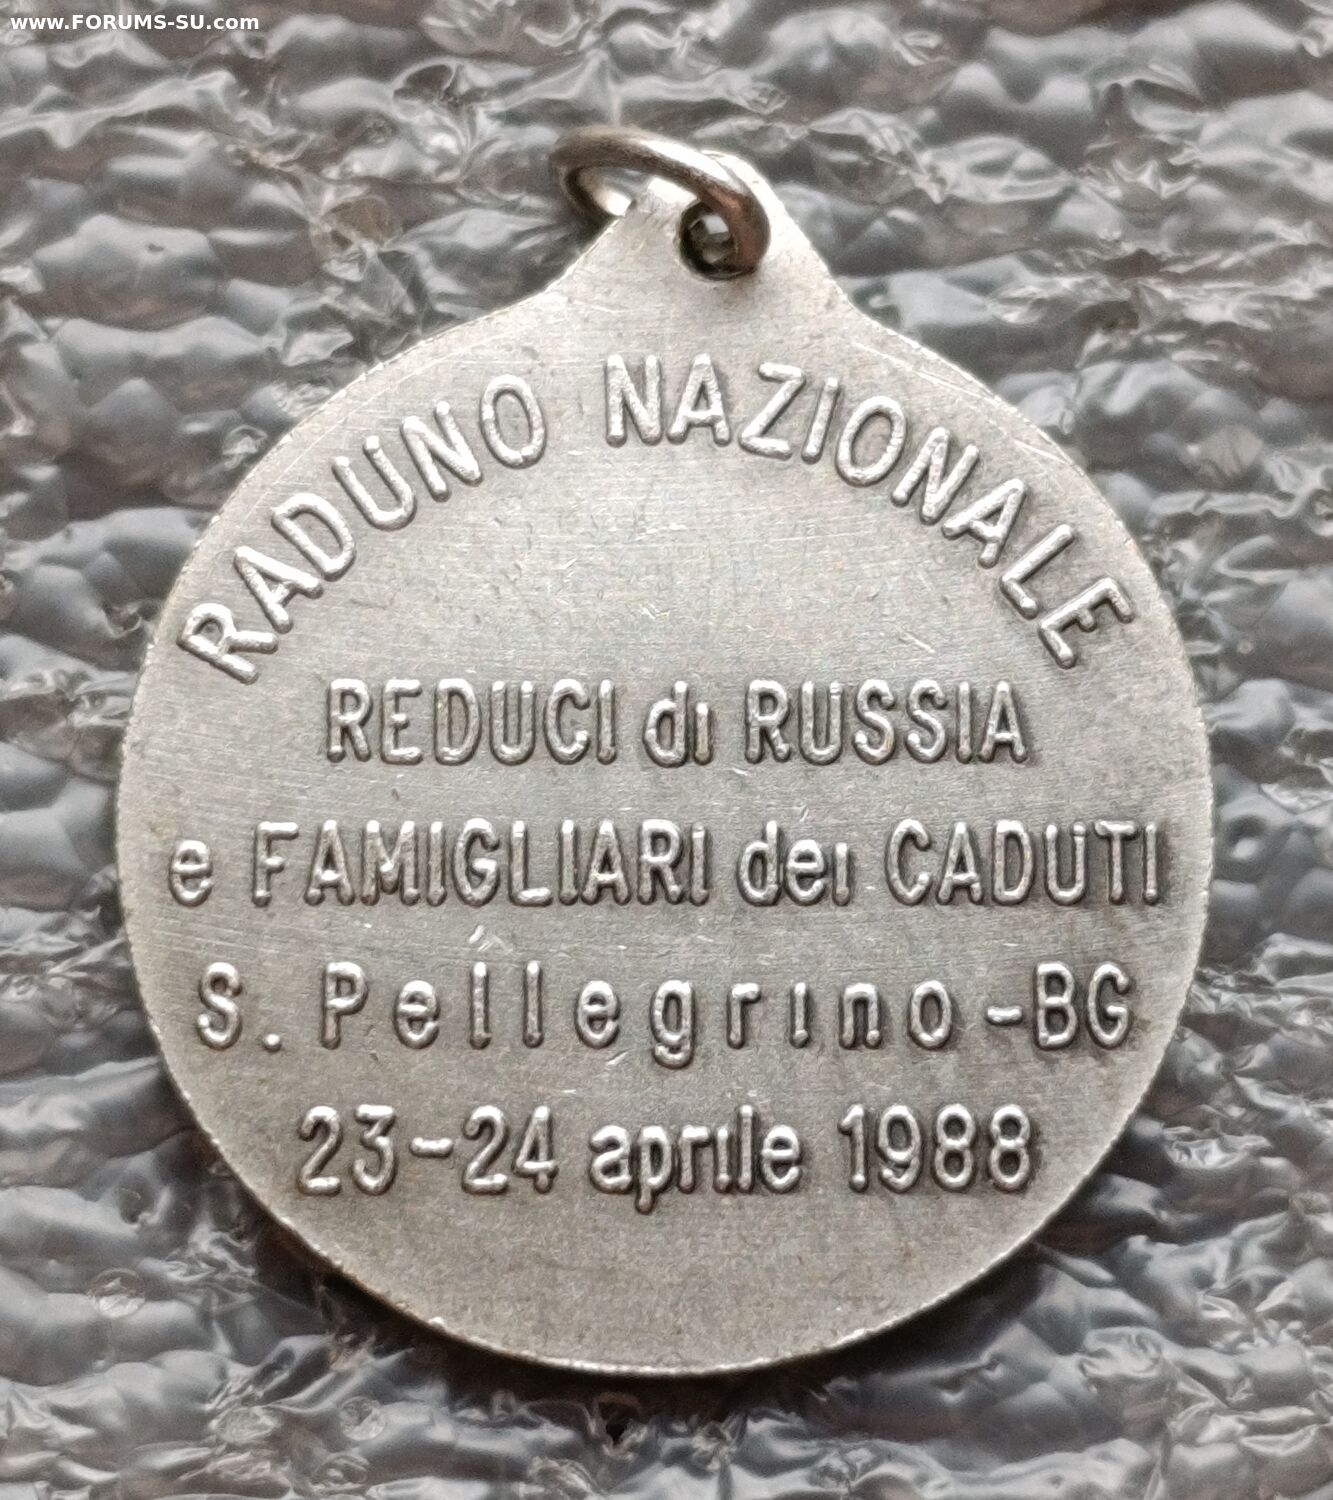 www.FORUMS-SU.com
RADUNO NAZIONALE
REDUCI di RUSSIA
e FAMIGLIARI dei CADUTI
S. Pellegrino - BG
23-24 aprile 1988